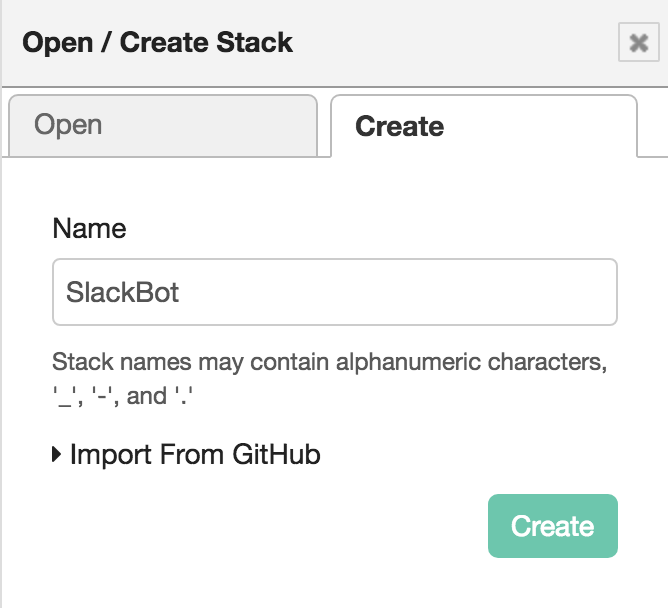 Open / Create Stack
Open
Create
Name
SlackBot
Stack names may contain alphanumeric characters,
'_', '-', and '.'
Import From GitHub
Create